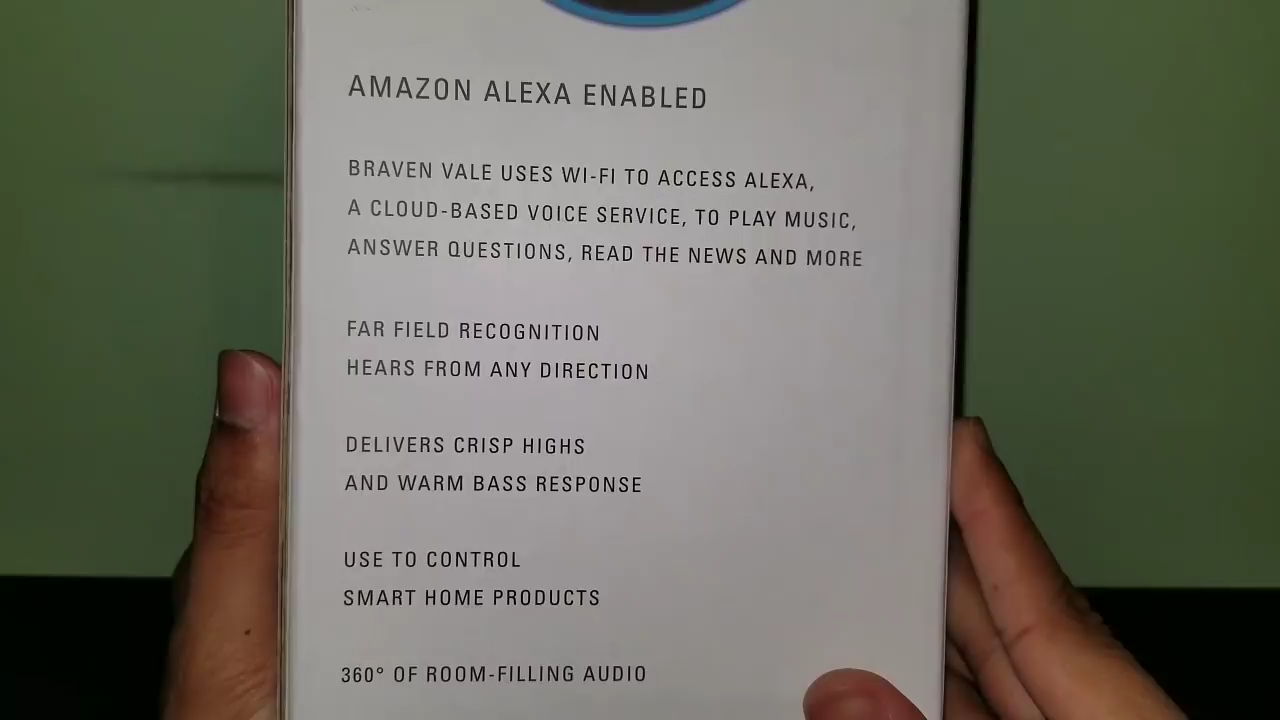 AMAZON ALEXA ENABLED
BRAVEN VALE USES WI-FI TO ACCESS ALEXA,
A CLOUD-BASED VOICE SERVICE, TO PLAY MUSIC,
ANSWER QUESTIONS, READ THE NEWS AND MORE
FAR FIELD RECOGNITION
HEARS FROM ANY DIRECTION
DELIVERS CRISP HIGHS
AND WARM BASS RESPONSE
USE TO CONTROL
SMART HOME PRODUCTS
360° OF ROOM-FILLING AUDIO